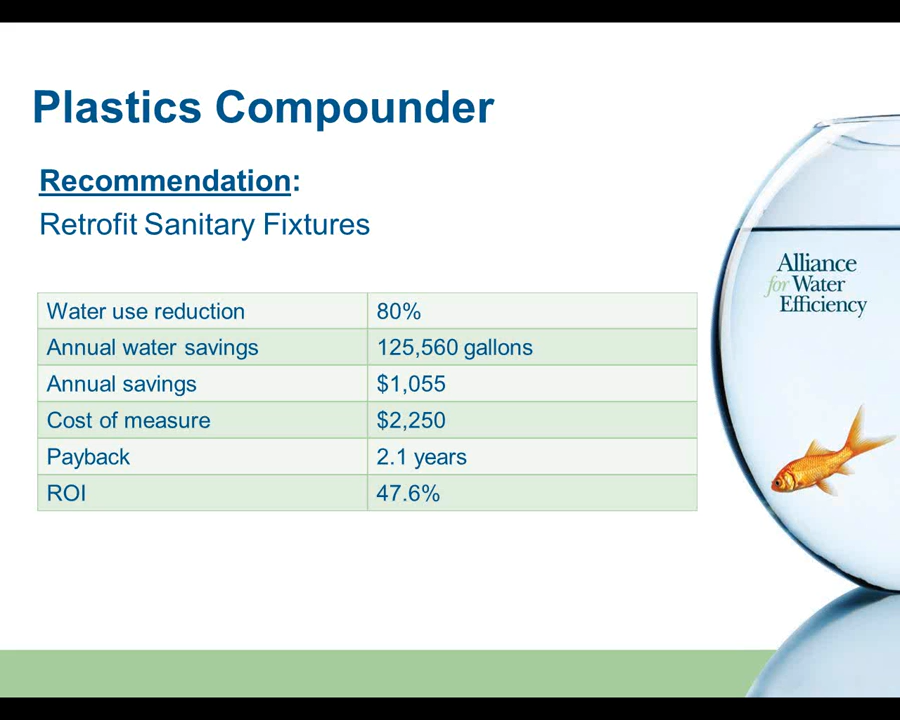 Plastics Compounder
Recommendation:
Retrofit Sanitary Fixtures
Water use reduction 80%
Annual water savings 125,560 gallons
Annual savings $1,055
Cost of measure $2,250
Payback 2.1 years
ROI 47.6%
Alliance
for Water
Efficiency